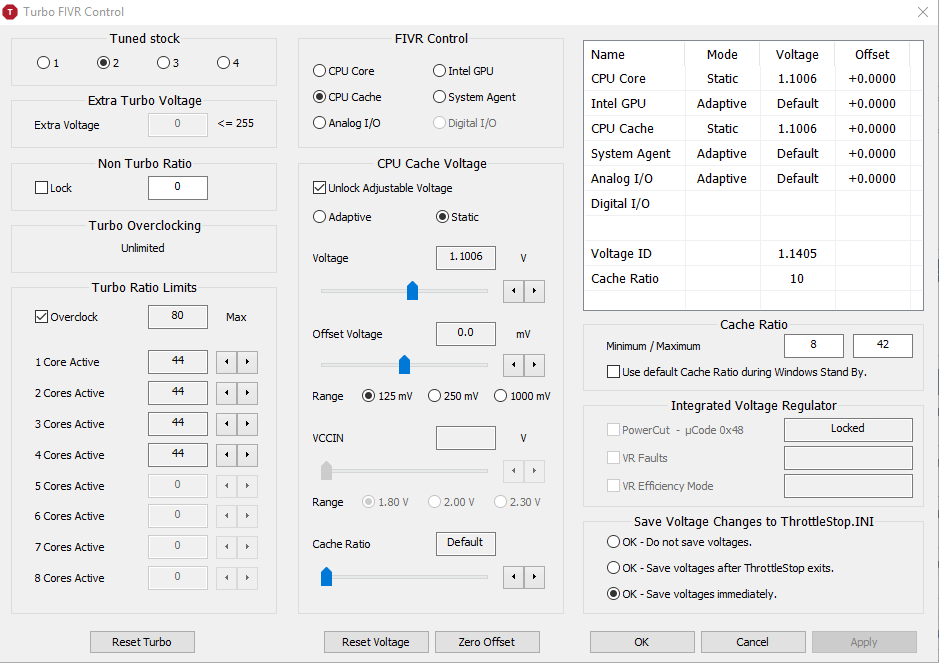 Turbo FIVR Control
Tuned stock
1 2 3 4
Extra Turbo Voltage
Extra Voltage 0 <= 255
Non Turbo Ratio
Lock 0
Turbo Overclocking
Unlimited
Turbo Ratio Limits
Overclock 80 Max
1 Core Active 44
2 Cores Active 44
3 Cores Active 44
4 Cores Active 44
5 Cores Active 0
6 Cores Active 0
7 Cores Active 0
8 Cores Active 0
Reset Turbo
FIVR Control
CPU Core Intel GPU
CPU Cache System Agent
Analog I/O Digital I/O
CPU Cache Voltage
Unlock Adjustable Voltage
Adaptive Static
Voltage 1.1006 V
Offset Voltage 0.0 mV
Range 125 mV 250 mV 1000 mV
VCCIN V
Range 1.80 V 2.00 V 2.30 V
Cache Ratio Default
Reset Voltage Zero Offset
Name Mode Voltage Offset
CPU Core Static 1.1006 +0.0000
Intel GPU Adaptive Default +0.0000
CPU Cache Static 1.1006 +0.0000
System Agent Adaptive Default +0.0000
Analog I/O Adaptive Default +0.0000
Digital I/O
Voltage ID 1.1405
Cache Ratio 10
Cache Ratio
Minimum / Maximum 8 42
Use default Cache Ratio during Windows Stand By.
Integrated Voltage Regulator
PowerCut - µCode 0x48 Locked
VR Faults
VR Efficiency Mode
Save Voltage Changes to ThrottleStop.INI
OK - Do not save voltages.
OK - Save voltages after ThrottleStop exits.
OK - Save voltages immediately.
OK Cancel Apply